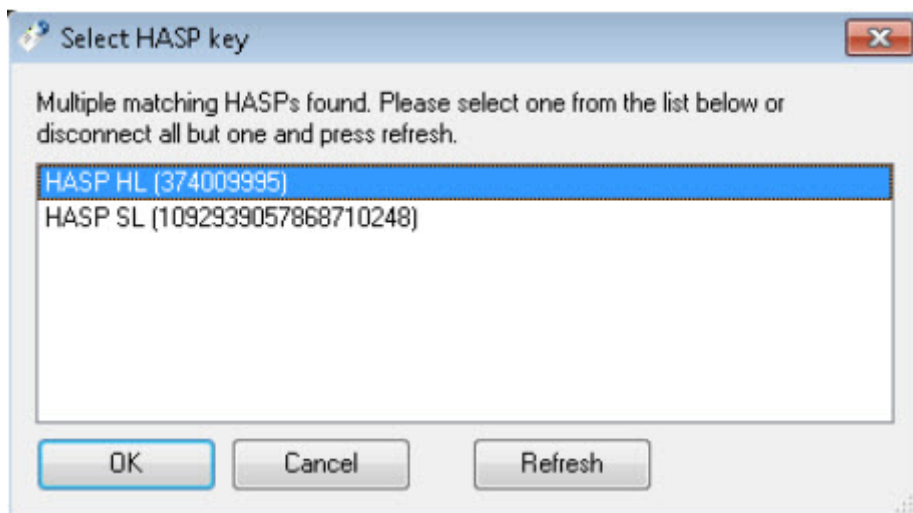 Select HASP key
Multiple matching HASPs found. Please select one from the list below or
disconnect all but one and press refresh.
HASP HL (374009995)
HASP SL (1092939057868710248)
OK Cancel Refresh